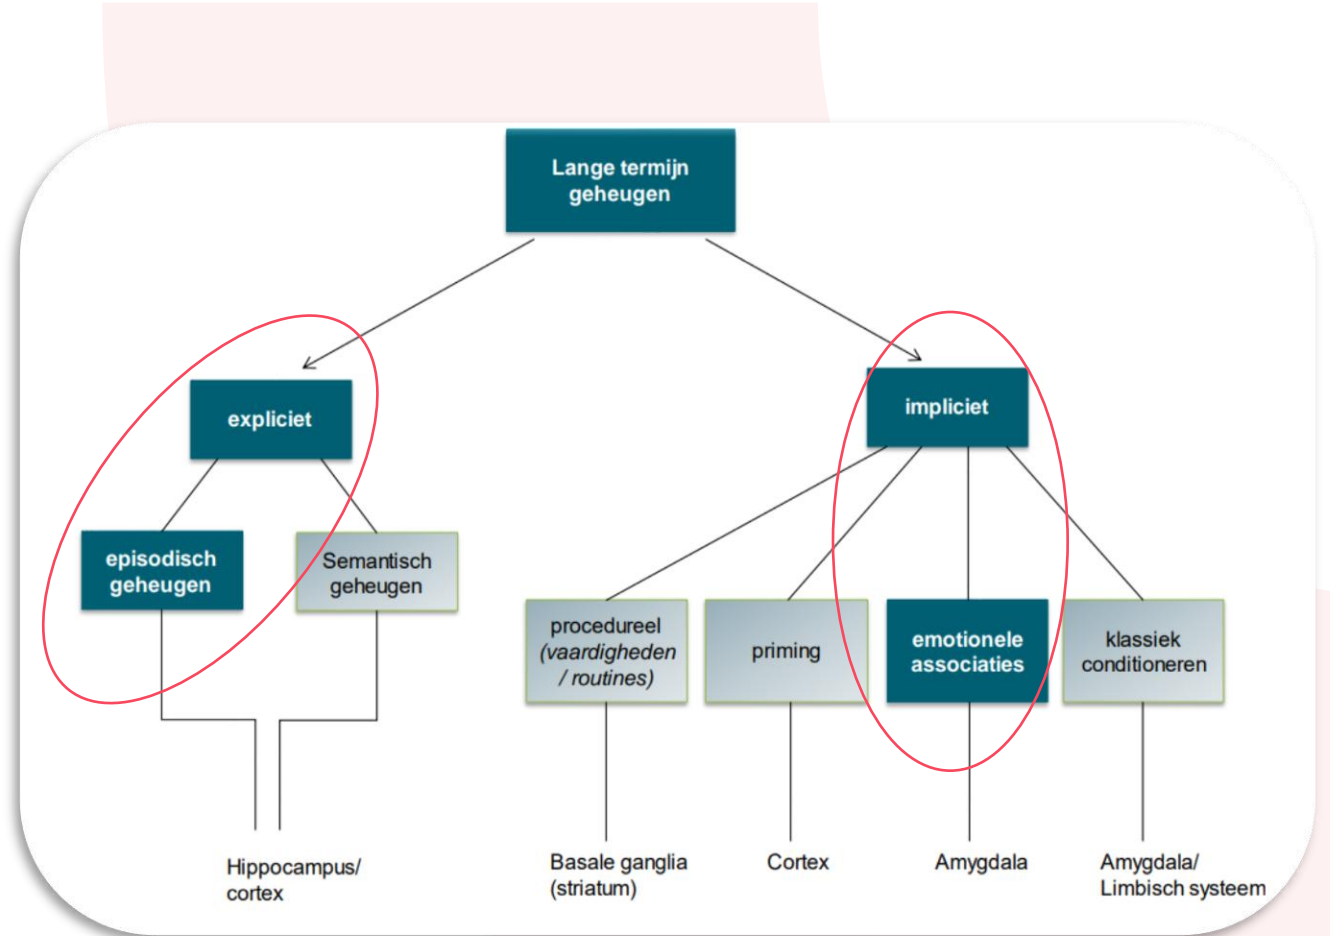 Lange termijn
geheugen
expliciet
impliciet
episodisch
geheugen
Semantisch
geheugen
procedureel
(vaardigheden
/ routines)
priming
emotionele
associaties
klassiek
conditioneren
Hippocampus/
cortex
Basale ganglia
(striatum)
Cortex
Amygdala
Amygdala/
Limbisch systeem